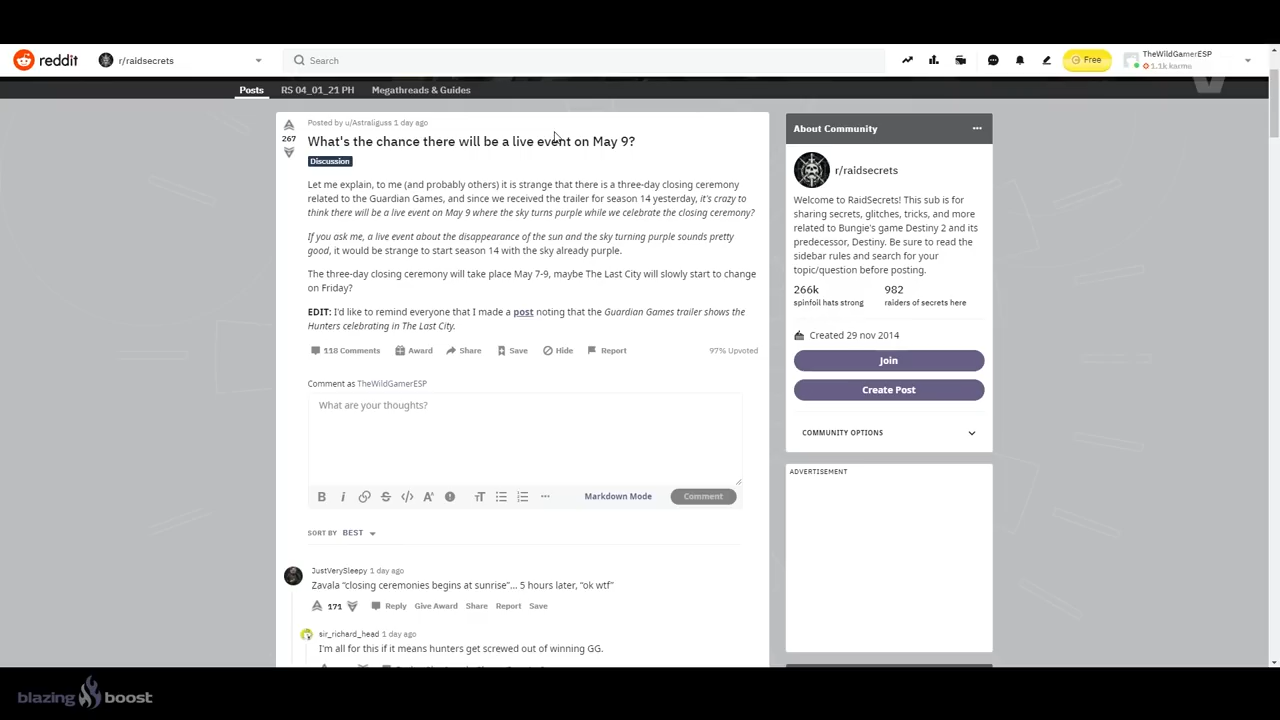 reddit
r/raidsecrets
Search
Free
TheWildGamerESP
1.1k karma
Posts
RS 04_01_21 PH
Megathreads & Guides
Posted by u/Astraliguss 1 day ago
267
What's the chance there will be a live event on May 9?
Discussion
Let me explain, to me (and probably others) it is strange that there is a three-day closing ceremony
related to the Guardian Games, and since we received the trailer for season 14 yesterday, it's crazy to
think there will be a live event on May 9 where the sky turns purple while we celebrate the closing ceremony?
If you ask me, a live event about the disappearance of the sun and the sky turning purple sounds pretty
good, it would be strange to start season 14 with the sky already purple.
The three-day closing ceremony will take place May 7-9, maybe The Last City will slowly start to change
on Friday?
EDIT: I'd like to remind everyone that I made a post noting that the Guardian Games trailer shows the
Hunters celebrating in The Last City.
118 Comments
Award
Share
Save
Hide
Report
97% Upvoted
Comment as TheWildGamerESP
What are your thoughts?
Markdown Mode
Comment
SORT BY BEST
JustVerySleepy 1 day ago
Zavala “closing ceremonies begins at sunrise”... 5 hours later, “ok wtf”
171
Reply
Give Award
Share
Report
Save
sir_richard_head 1 day ago
I'm all for this if it means hunters get screwed out of winning GG.
About Community
r/raidsecrets
Welcome to RaidSecrets! This sub is for
sharing secrets, glitches, tricks, and more
related to Bungie's game Destiny 2 and its
predecessor, Destiny. Be sure to read the
sidebar rules and search for your
topic/question before posting.
266k
982
spinfoil hats strong
raiders of secrets here
Created 29 nov 2014
Join
Create Post
COMMUNITY OPTIONS
ADVERTISEMENT
blazing boost